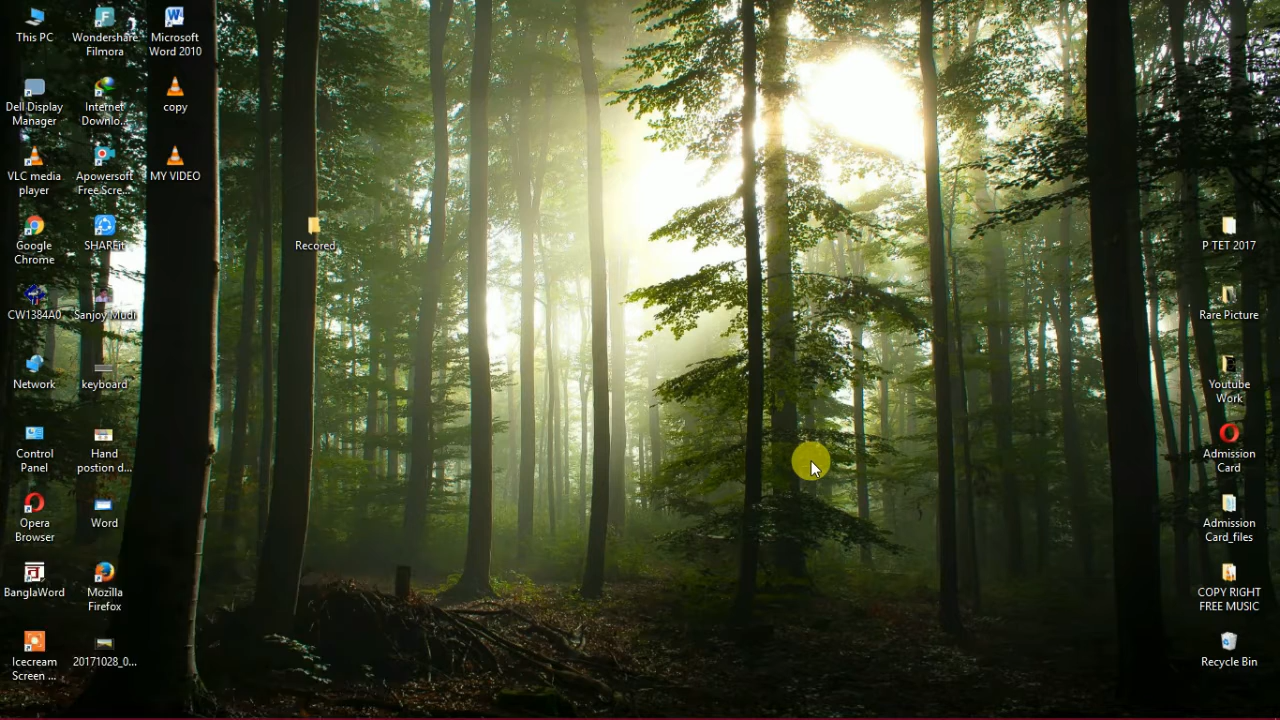 This PC
Wondershare
Filmora
Microsoft
Word 2010
Dell Display
Manager
Internet
Downlo...
copy
VLC media
player
Apowersoft
Free Scre...
MY VIDEO
Google
Chrome
SHAREit
Recored
CW1384A0
Sanjoy Mudi
Network
keyboard
Control
Panel
Hand
postion d...
Opera
Browser
Word
BanglaWord
Mozilla
Firefox
Icecream
Screen ...
20171028_0...
P TET 2017
Rare Picture
Youtube
Work
Admission
Card
Admission
Card_files
COPY RIGHT
FREE MUSIC
Recycle Bin